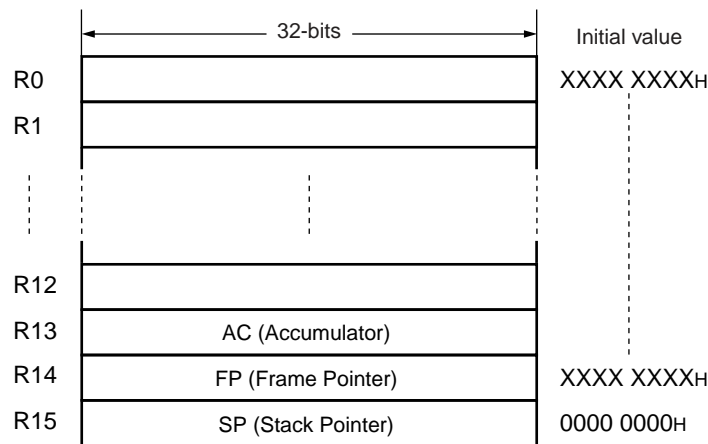 32-bits
Initial value
R0 XXXX XXXXH
R1
R12
R13 AC (Accumulator)
R14 FP (Frame Pointer) XXXX XXXXH
R15 SP (Stack Pointer) 0000 0000H